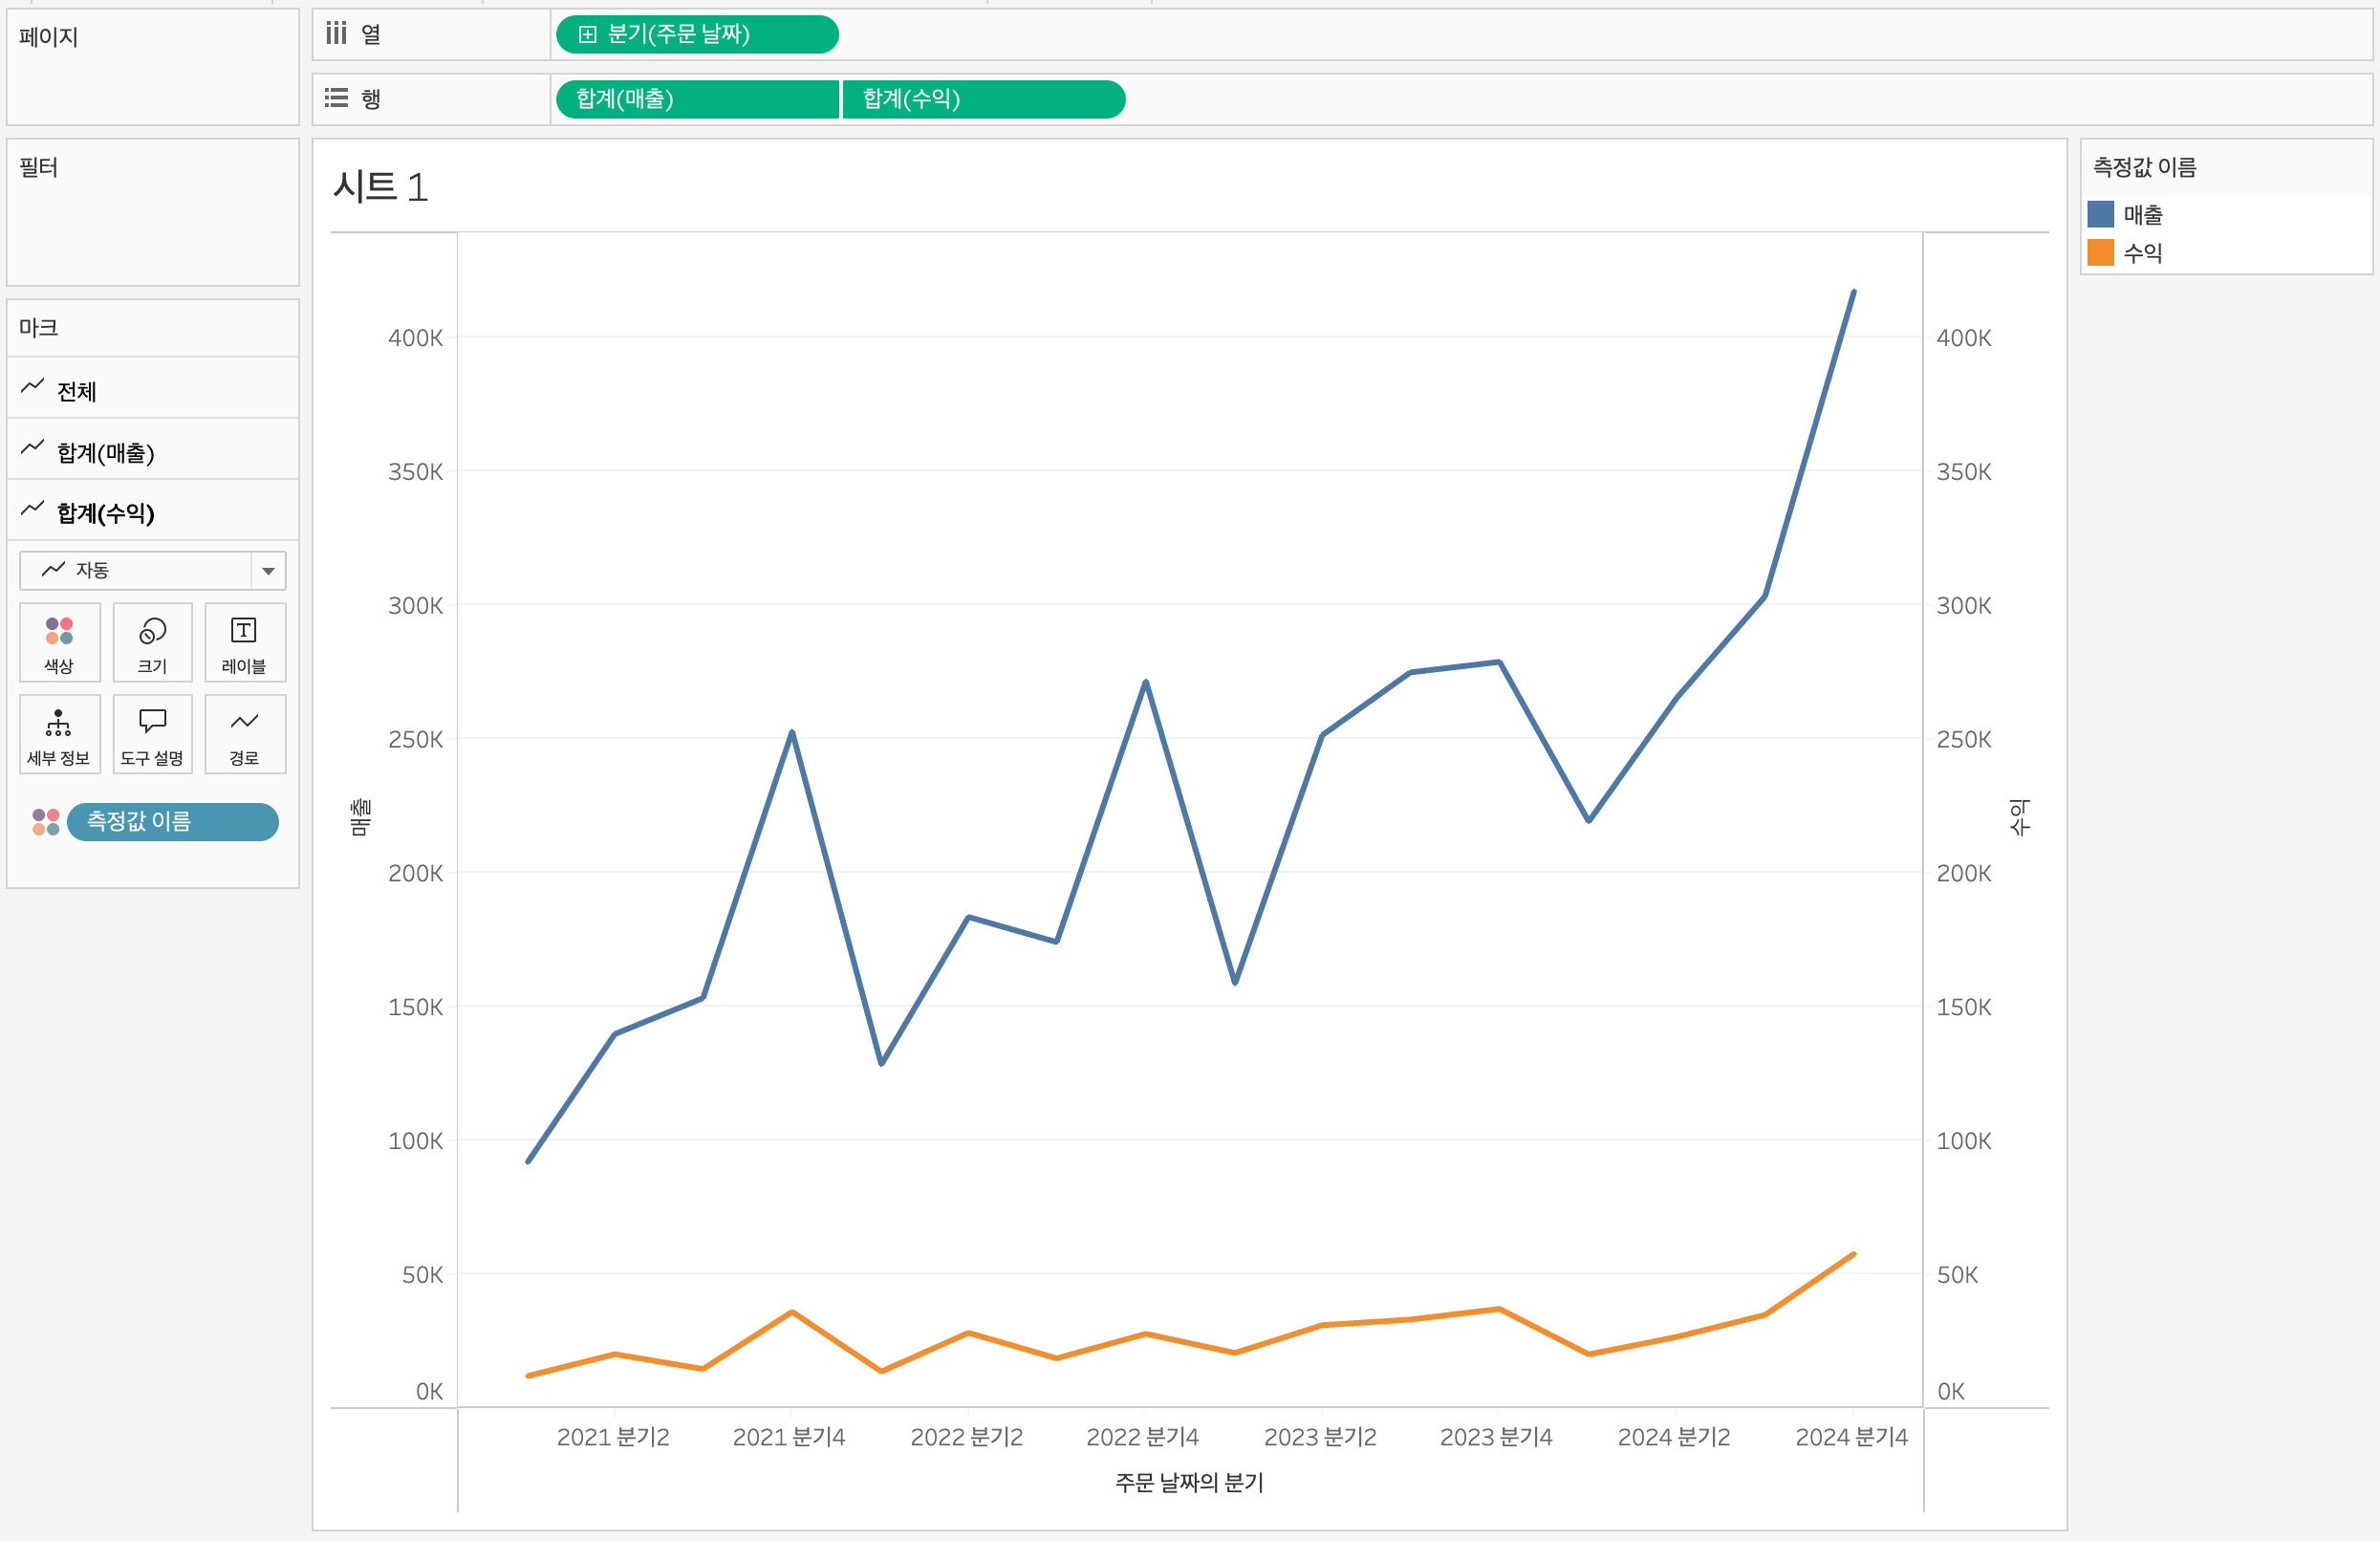 페이지
열
분기(주문 날짜)
행
합계(매출)
합계(수익)
필터
마크
전체
합계(매출)
합계(수익)
자동
색상
크기
레이블
세부 정보
도구 설명
경로
측정값 이름
시트 1
400K
350K
300K
250K
200K
150K
100K
50K
0K
매출
400K
350K
300K
250K
200K
150K
100K
50K
0K
수익
2021 분기2
2021 분기4
2022 분기2
2022 분기4
2023 분기2
2023 분기4
2024 분기2
2024 분기4
주문 날짜의 분기
측정값 이름
매출
수익